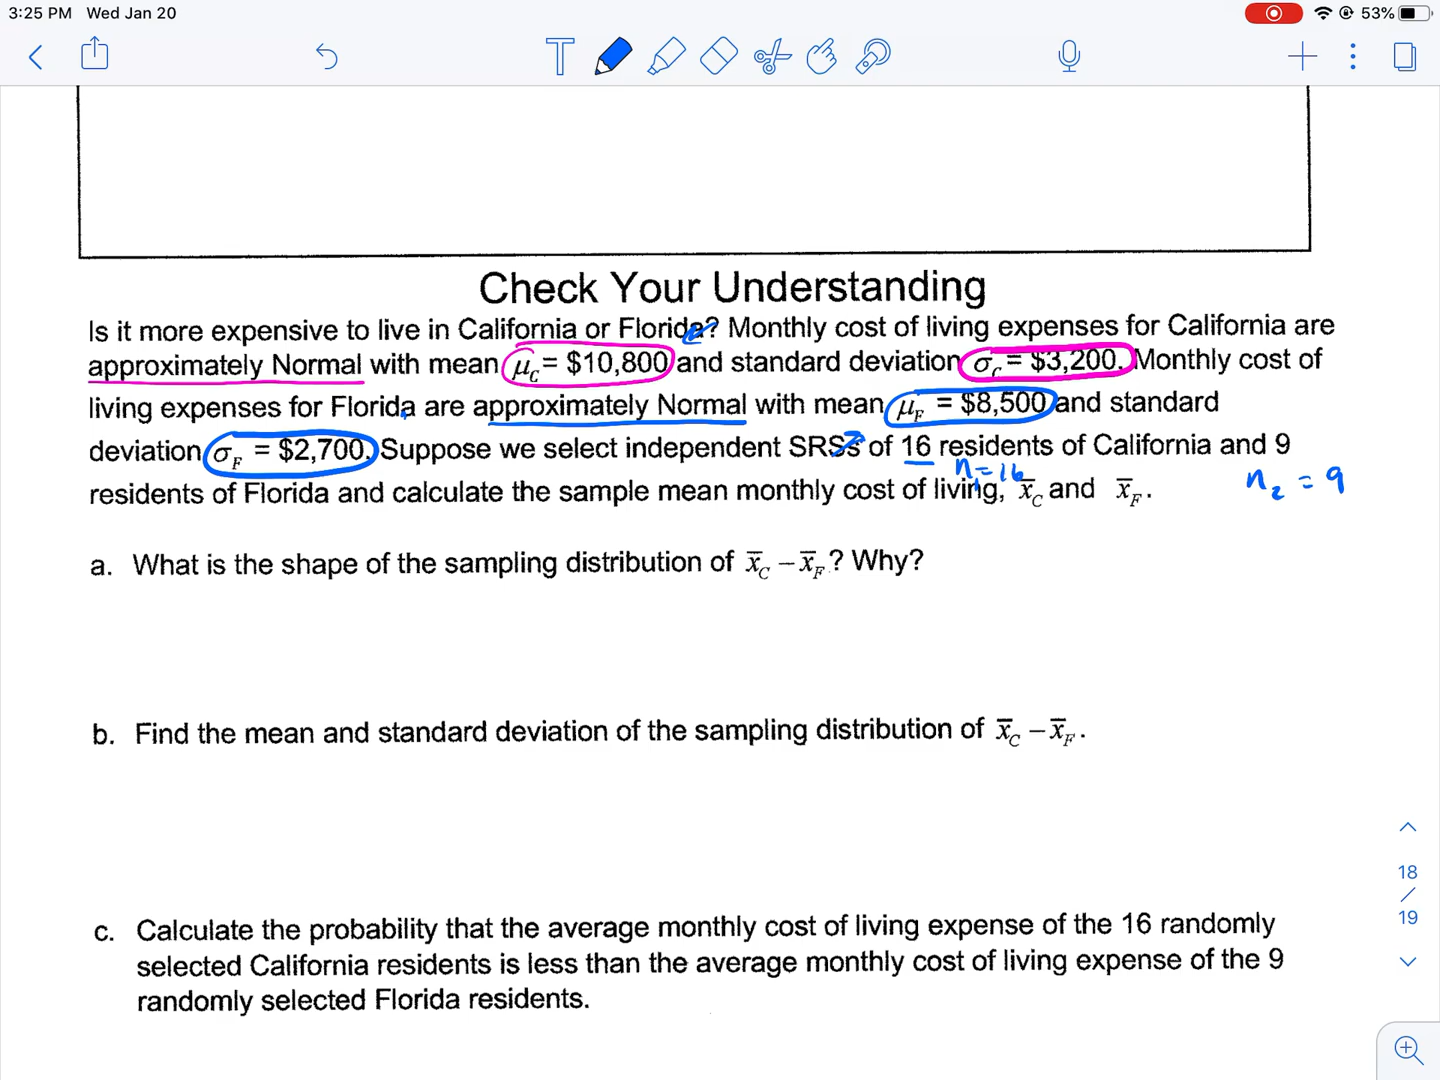 3:25 PM Wed Jan 20 53%
T
Check Your Understanding
Is it more expensive to live in California or Florida? Monthly cost of living expenses for California are
approximately Normal with mean μC = $10,800 and standard deviation σC = $3,200. Monthly cost of
living expenses for Florida are approximately Normal with mean μF = $8,500 and standard
deviation σF = $2,700. Suppose we select independent SRSs of 16 residents of California and 9
n1 = 16
residents of Florida and calculate the sample mean monthly cost of living, x̄C and x̄F.
n2 = 9
a. What is the shape of the sampling distribution of x̄C − x̄F? Why?
b. Find the mean and standard deviation of the sampling distribution of x̄C − x̄F.
18
/
19
c. Calculate the probability that the average monthly cost of living expense of the 16 randomly
selected California residents is less than the average monthly cost of living expense of the 9
randomly selected Florida residents.